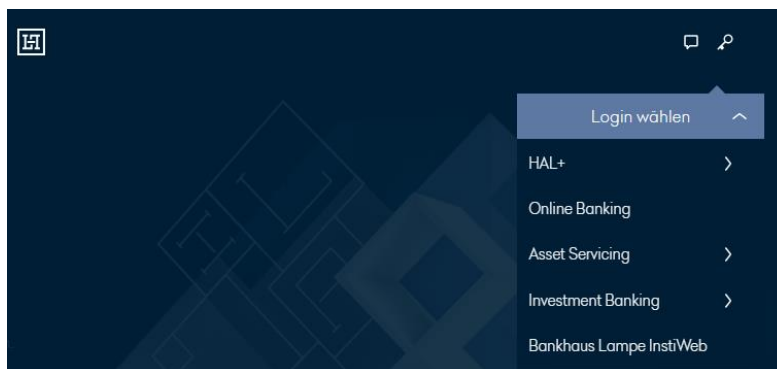 Login wählen
HAL+
Online Banking
Asset Servicing
Investment Banking
Bankhaus Lampe InstiWeb